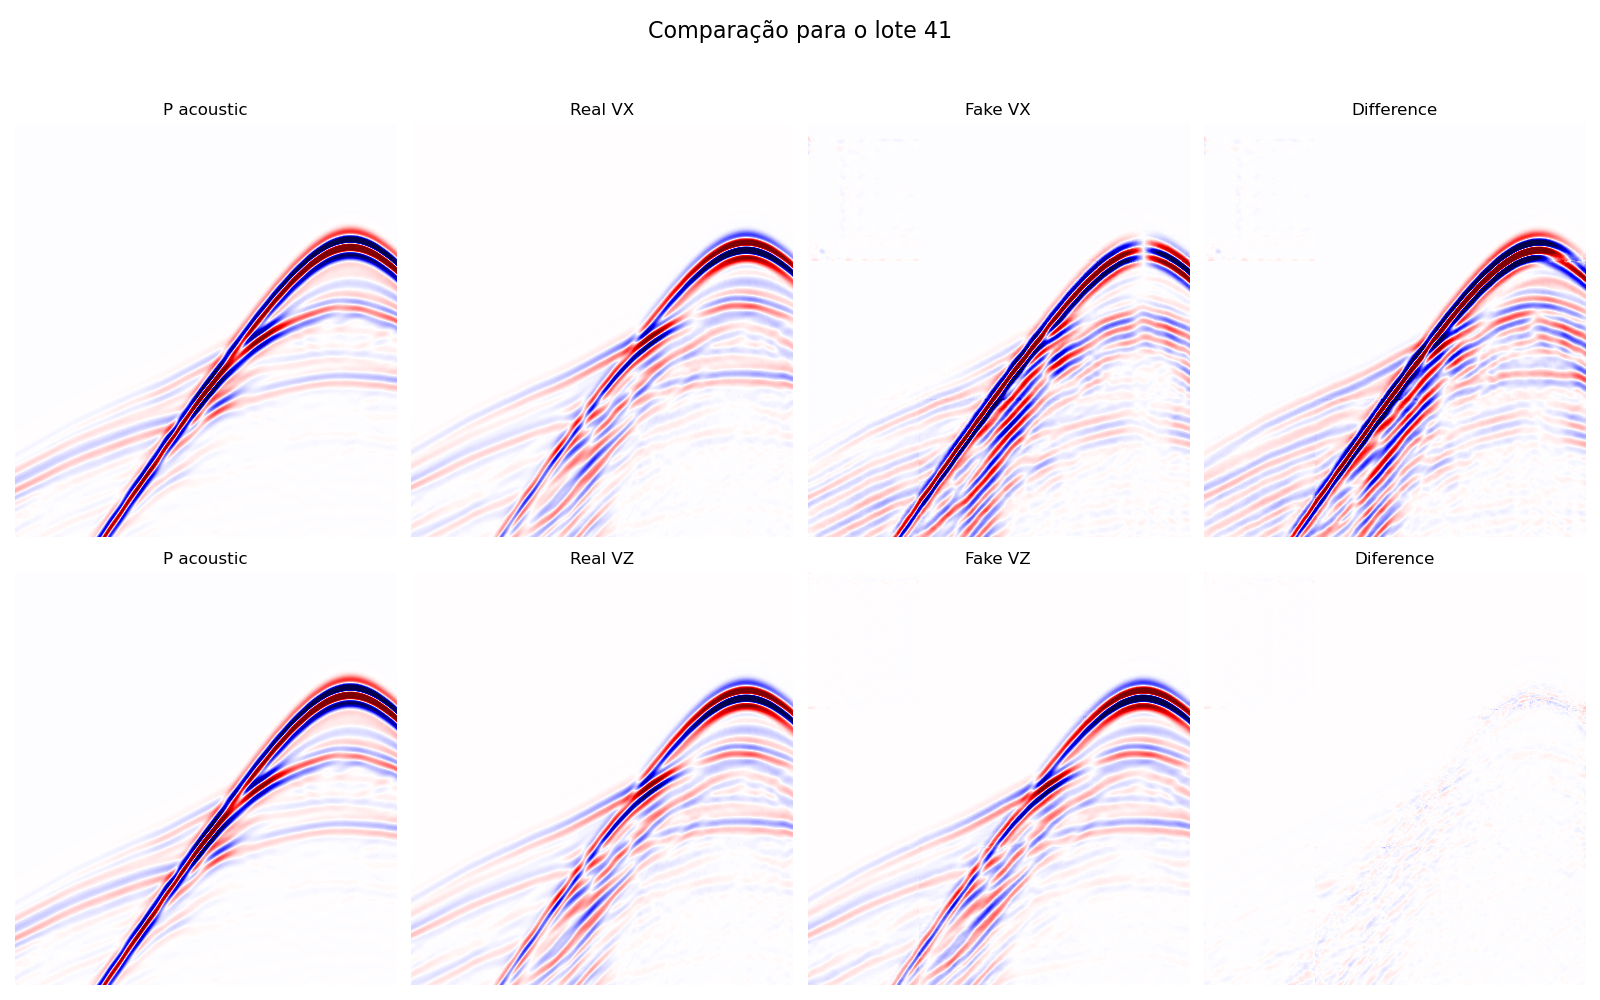 Comparação para o lote 41
P acoustic
Real VX
Fake VX
Difference
P acoustic
Real VZ
Fake VZ
Diference